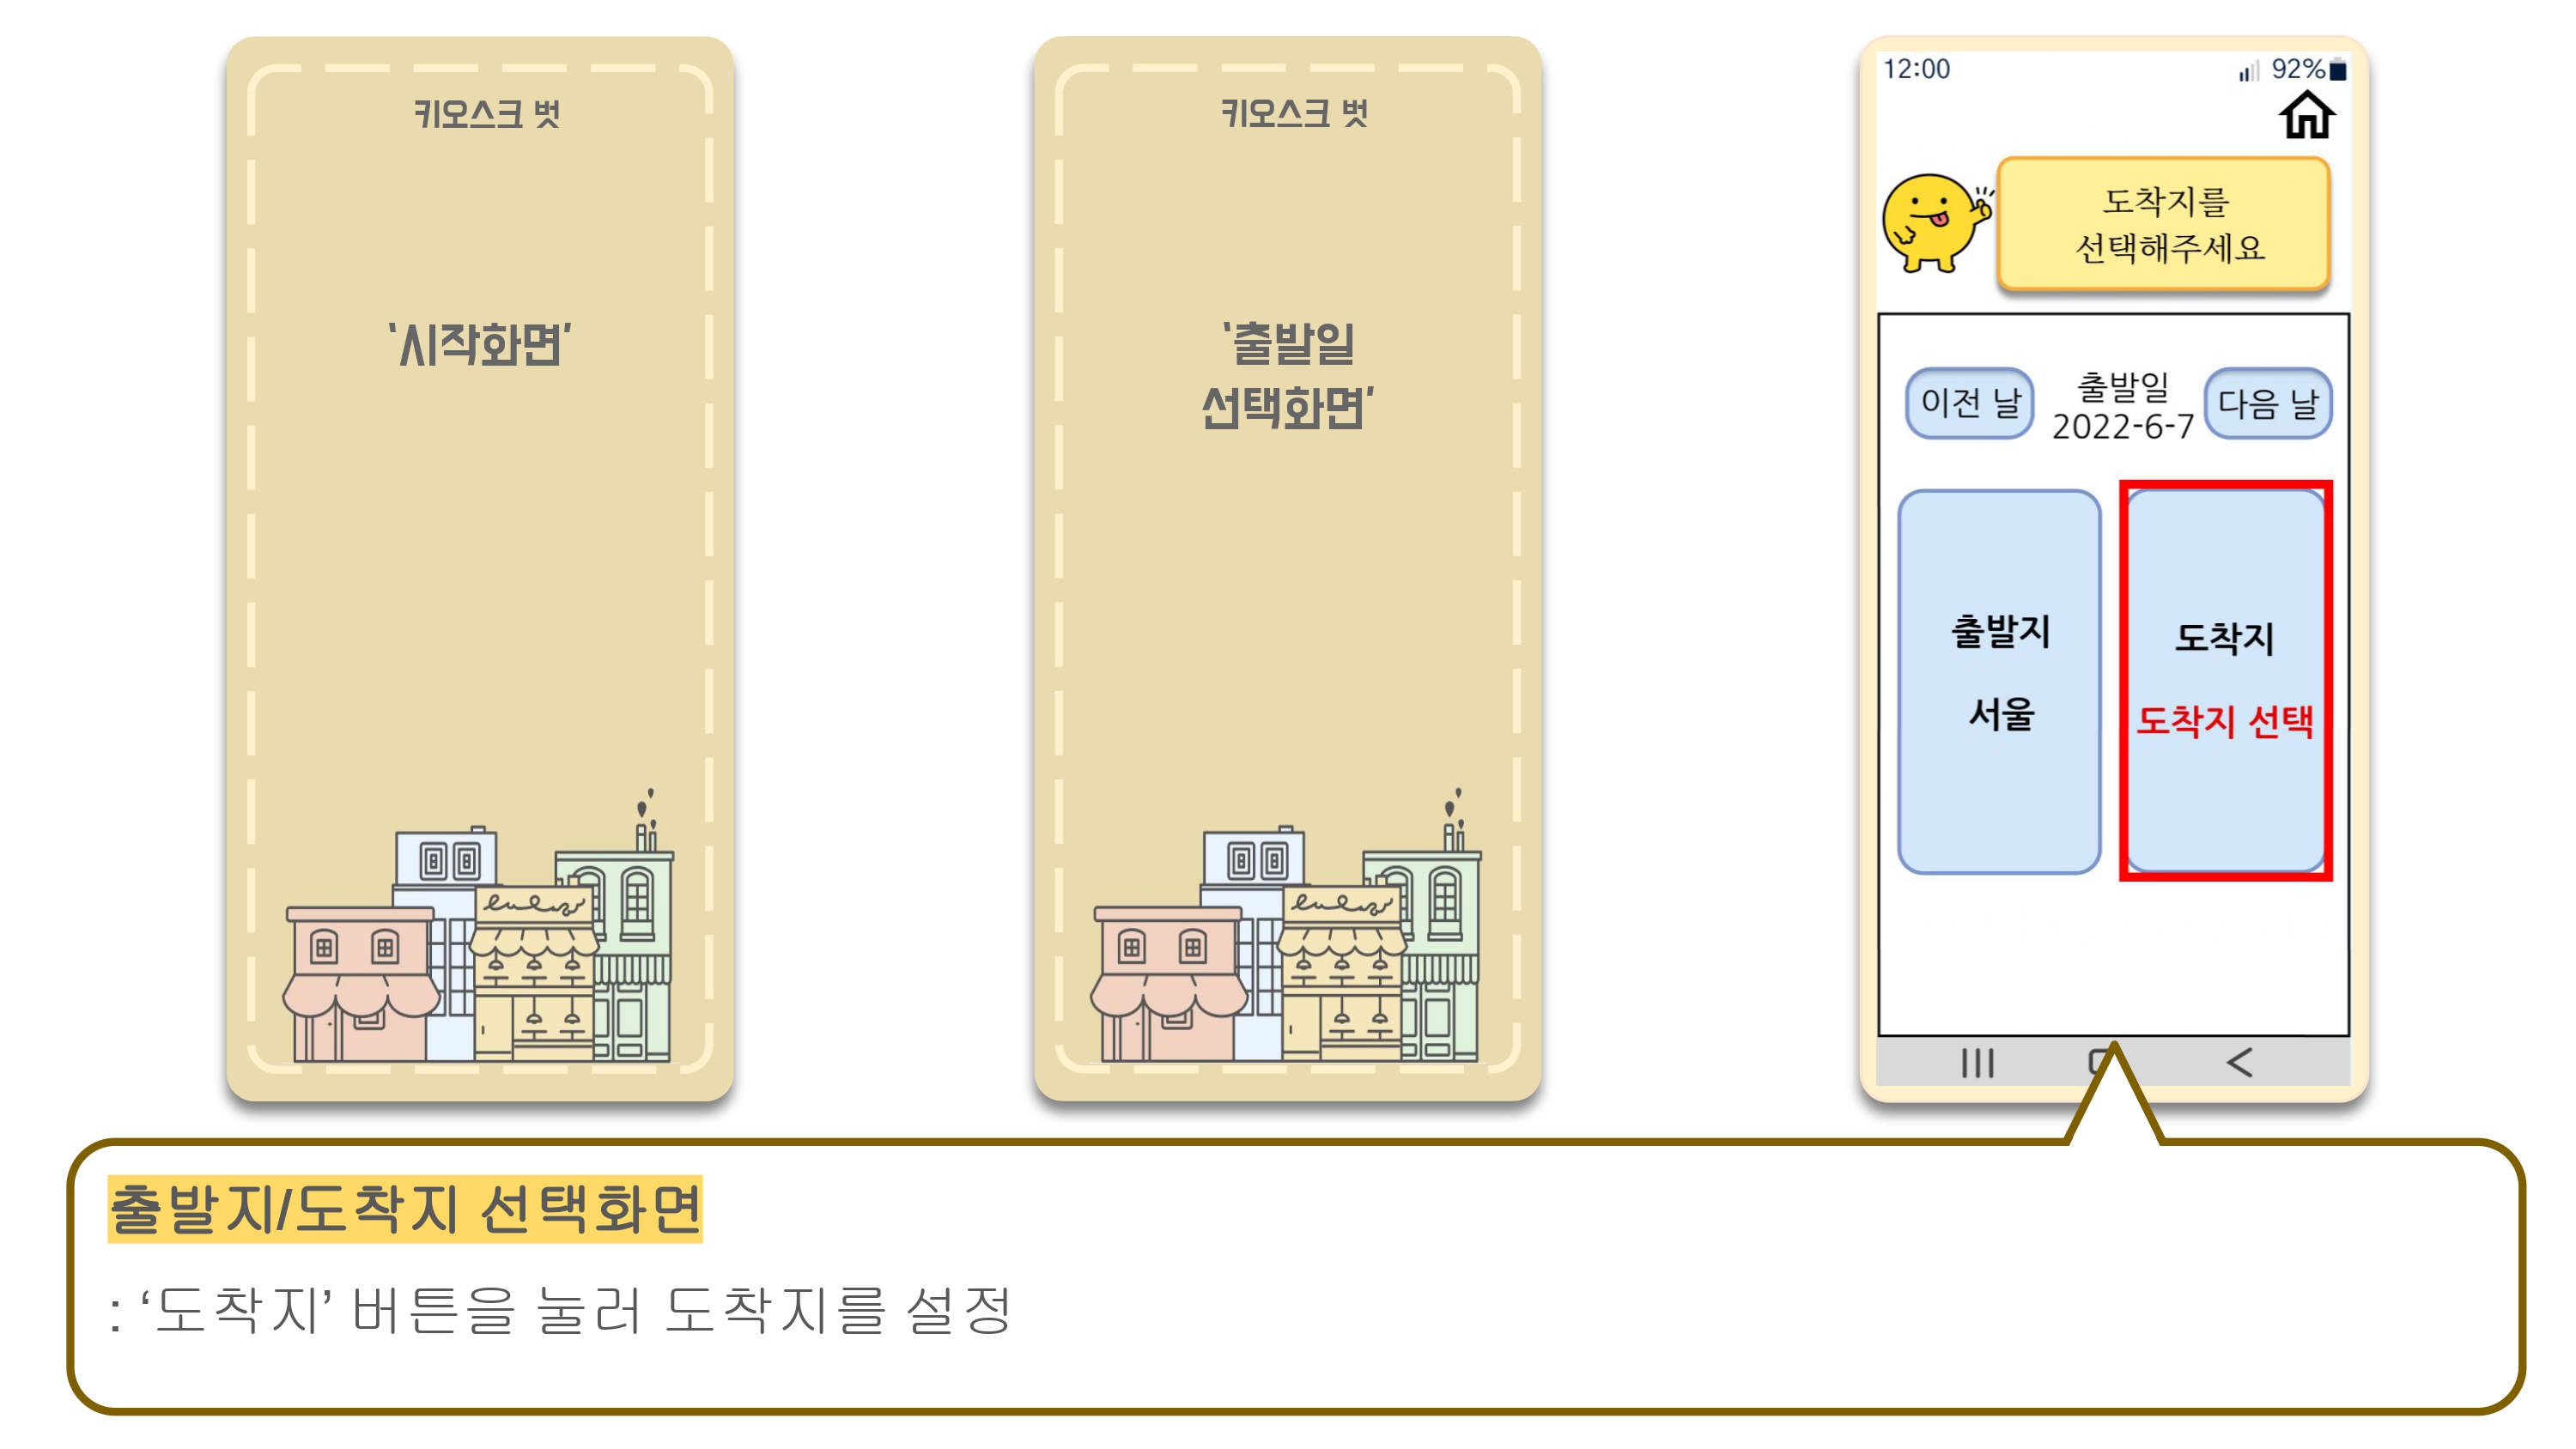 키오스크 벗
'시작화면'
키오스크 벗
'출발일
선택화면'
12:00
92%
도착지를
선택해주세요
이전 날
출발일
2022-6-7
다음 날
출발지
서울
도착지
도착지 선택
출발지/도착지 선택화면
: ‘도착지’ 버튼을 눌러 도착지를 설정